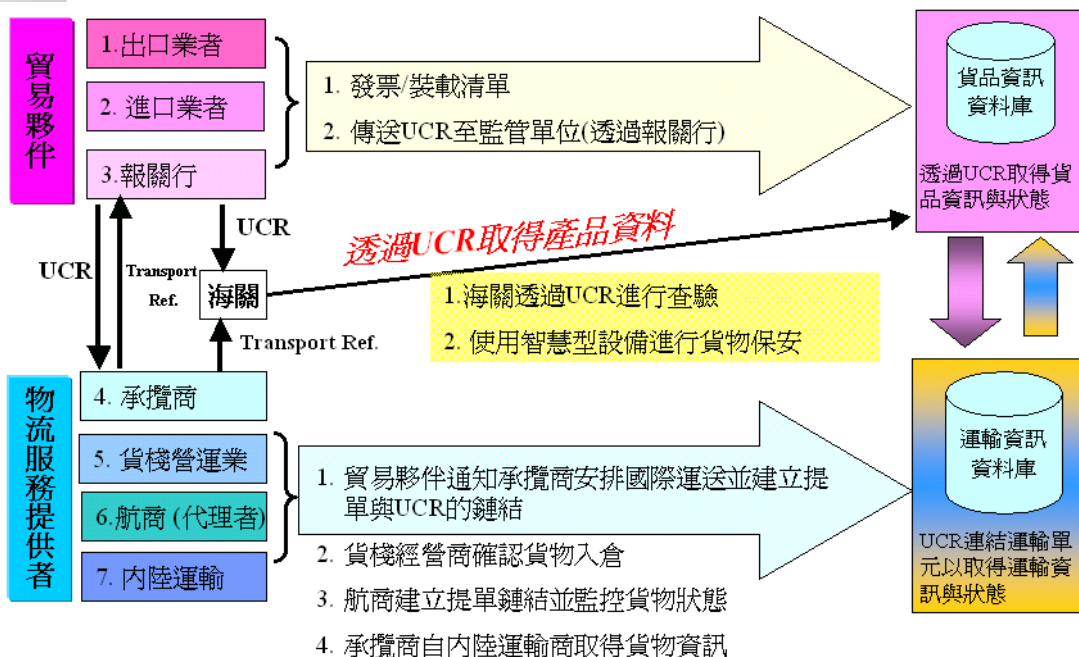 貿易夥伴
1.出口業者
2. 進口業者
3.報關行
1. 發票/裝載清單
2. 傳送UCR至監管單位(透過報關行)
貨品資訊
資料庫
透過UCR取得貨
品資訊與狀態
UCR
Transport
Ref.
UCR
海關
Transport Ref.
透過UCR取得產品資料
1.海關透過UCR進行查驗
2. 使用智慧型設備進行貨物保安
物流服務提供者
4. 承攬商
5. 貨棧營運業
6.航商 (代理者)
7. 內陸運輸
1. 貿易夥伴通知承攬商安排國際運送並建立提
單與UCR的鏈結
2. 貨棧經營商確認貨物入倉
3. 航商建立提單鏈結並監控貨物狀態
4. 承攬商自內陸運輸商取得貨物資訊
運輸資訊
資料庫
UCR連結運輸單
元以取得運輸資
訊與狀態